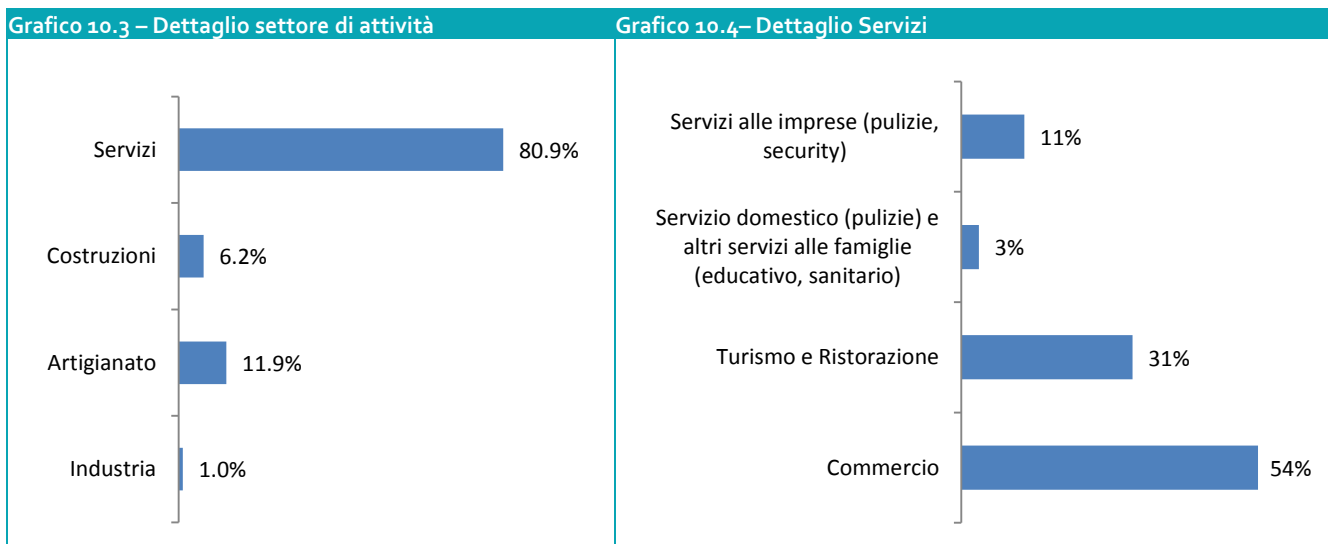 Grafico 10.3 – Dettaglio settore di attività
Servizi
80.9%
Costruzioni
6.2%
Artigianato
11.9%
Industria
1.0%
Grafico 10.4– Dettaglio Servizi
Servizi alle imprese (pulizie,
security)
11%
Servizio domestico (pulizie) e
altri servizi alle famiglie
(educativo, sanitario)
3%
Turismo e Ristorazione
31%
Commercio
54%